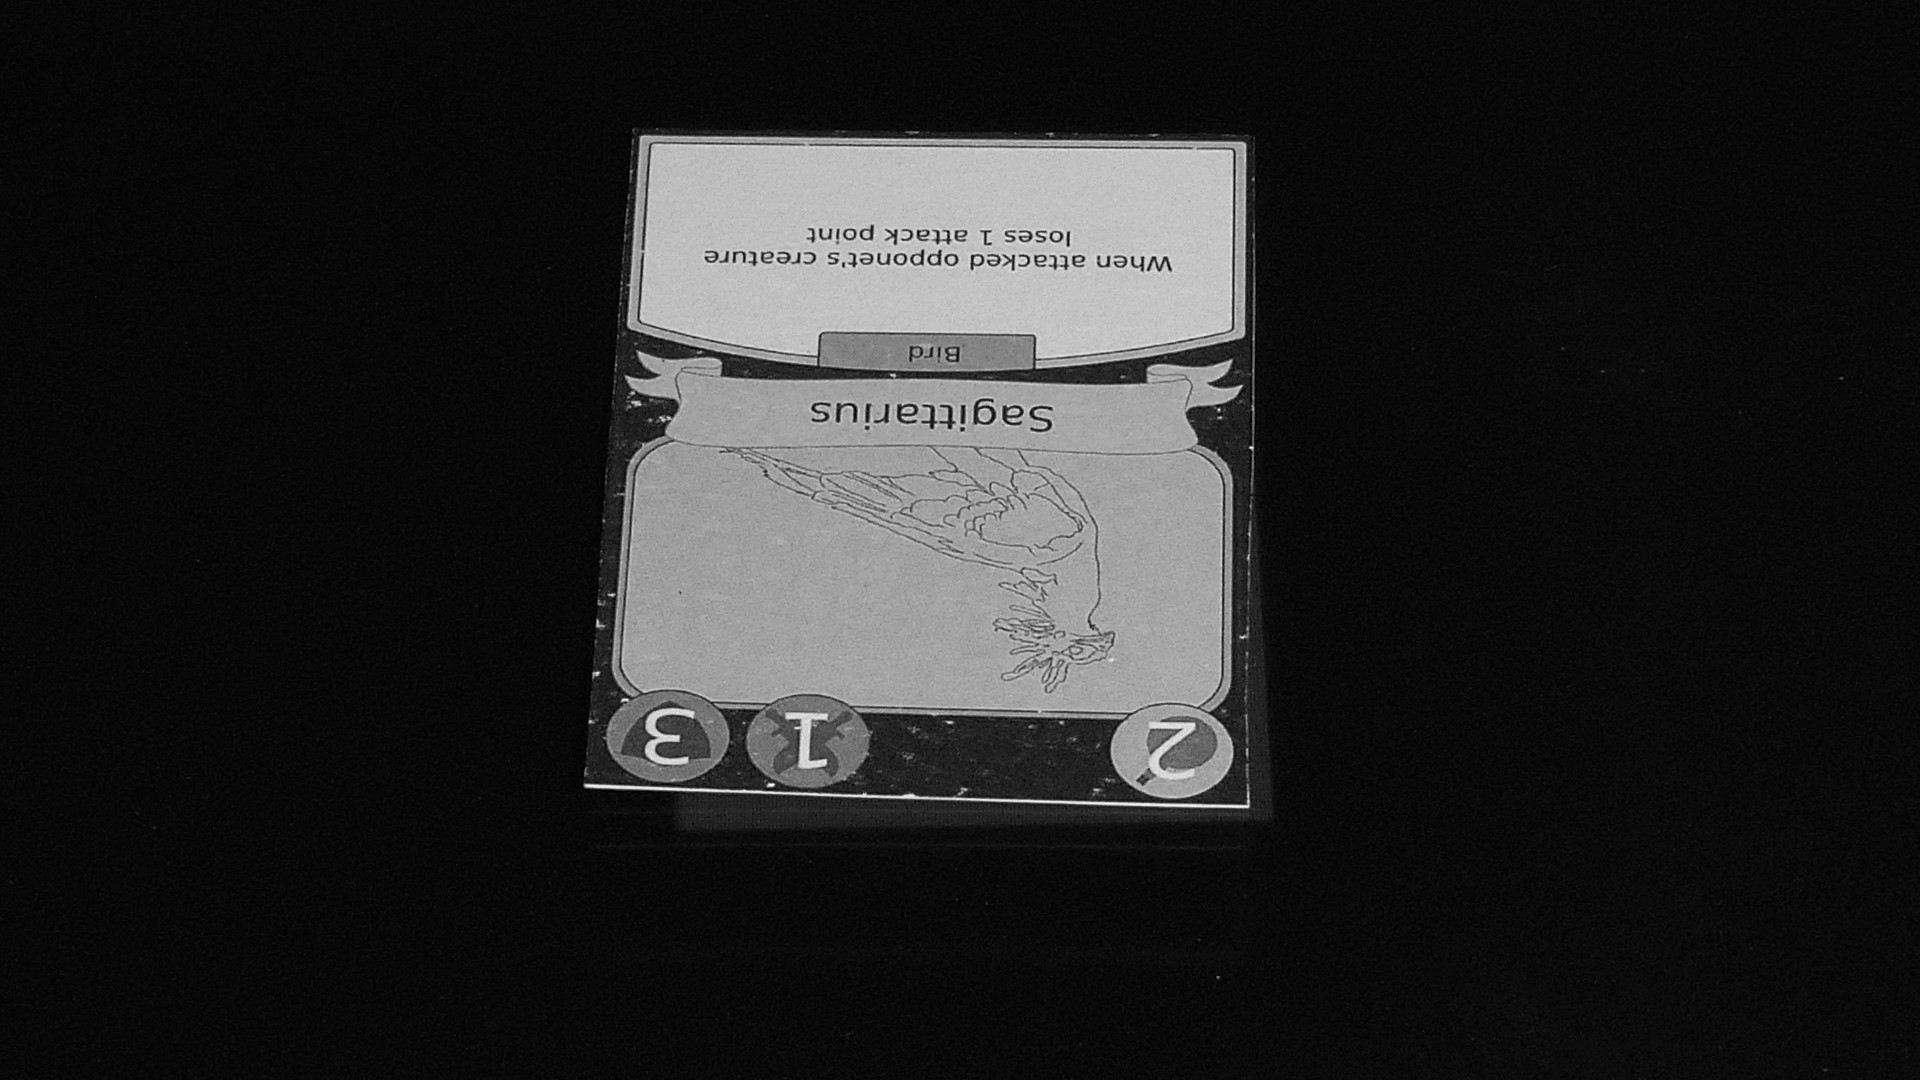 2 1 3
Sagittarius
Bird
When attacked opponet's creature
loses 1 attack point